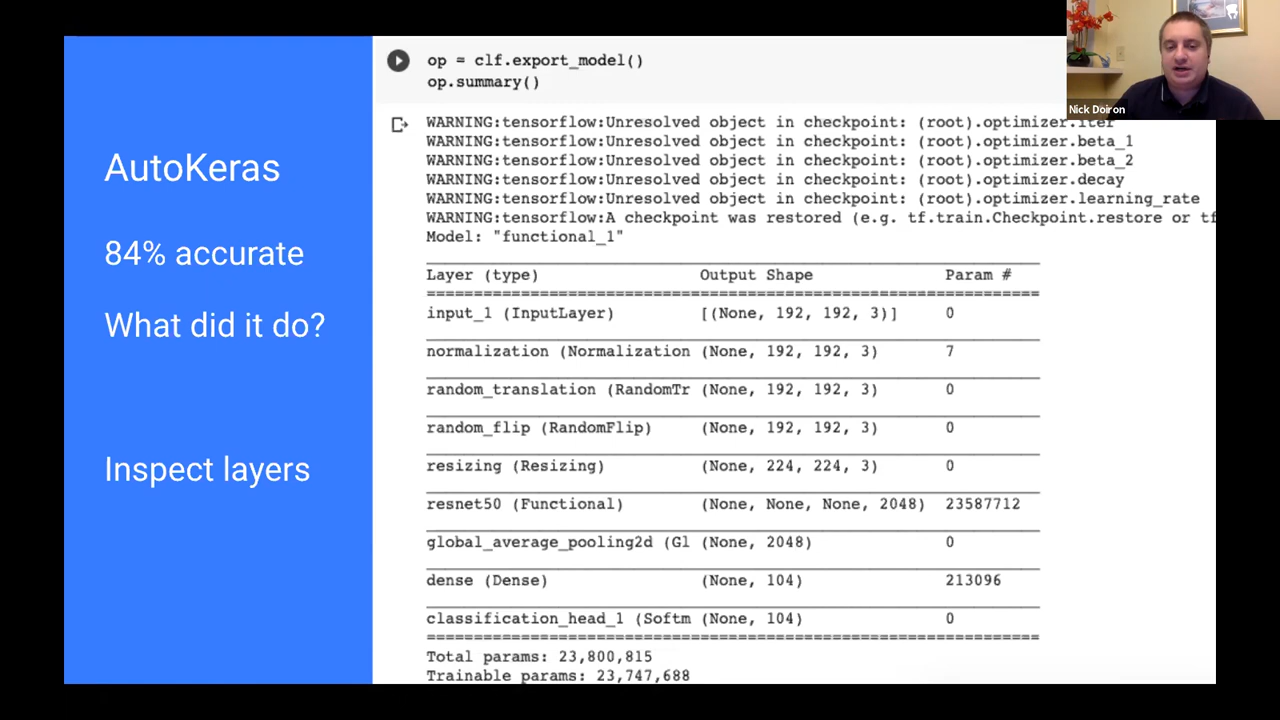 AutoKeras
84% accurate
What did it do?
Inspect layers
op = clf.export_model()
op.summary()
WARNING:tensorflow:Unresolved object in checkpoint: (root).optimizer.iter
WARNING:tensorflow:Unresolved object in checkpoint: (root).optimizer.beta_1
WARNING:tensorflow:Unresolved object in checkpoint: (root).optimizer.beta_2
WARNING:tensorflow:Unresolved object in checkpoint: (root).optimizer.decay
WARNING:tensorflow:Unresolved object in checkpoint: (root).optimizer.learning_rate
WARNING:tensorflow:A checkpoint was restored (e.g. tf.train.Checkpoint.restore or tf
Model: "functional_1"
Layer (type) Output Shape Param #
input_1 (InputLayer) [(None, 192, 192, 3)] 0
normalization (Normalization (None, 192, 192, 3) 7
random_translation (RandomTr (None, 192, 192, 3) 0
random_flip (RandomFlip) (None, 192, 192, 3) 0
resizing (Resizing) (None, 224, 224, 3) 0
resnet50 (Functional) (None, None, None, 2048) 23587712
global_average_pooling2d (Gl (None, 2048) 0
dense (Dense) (None, 104) 213096
classification_head_1 (Softm (None, 104) 0
Total params: 23,800,815
Trainable params: 23,747,688
Nick Doiron